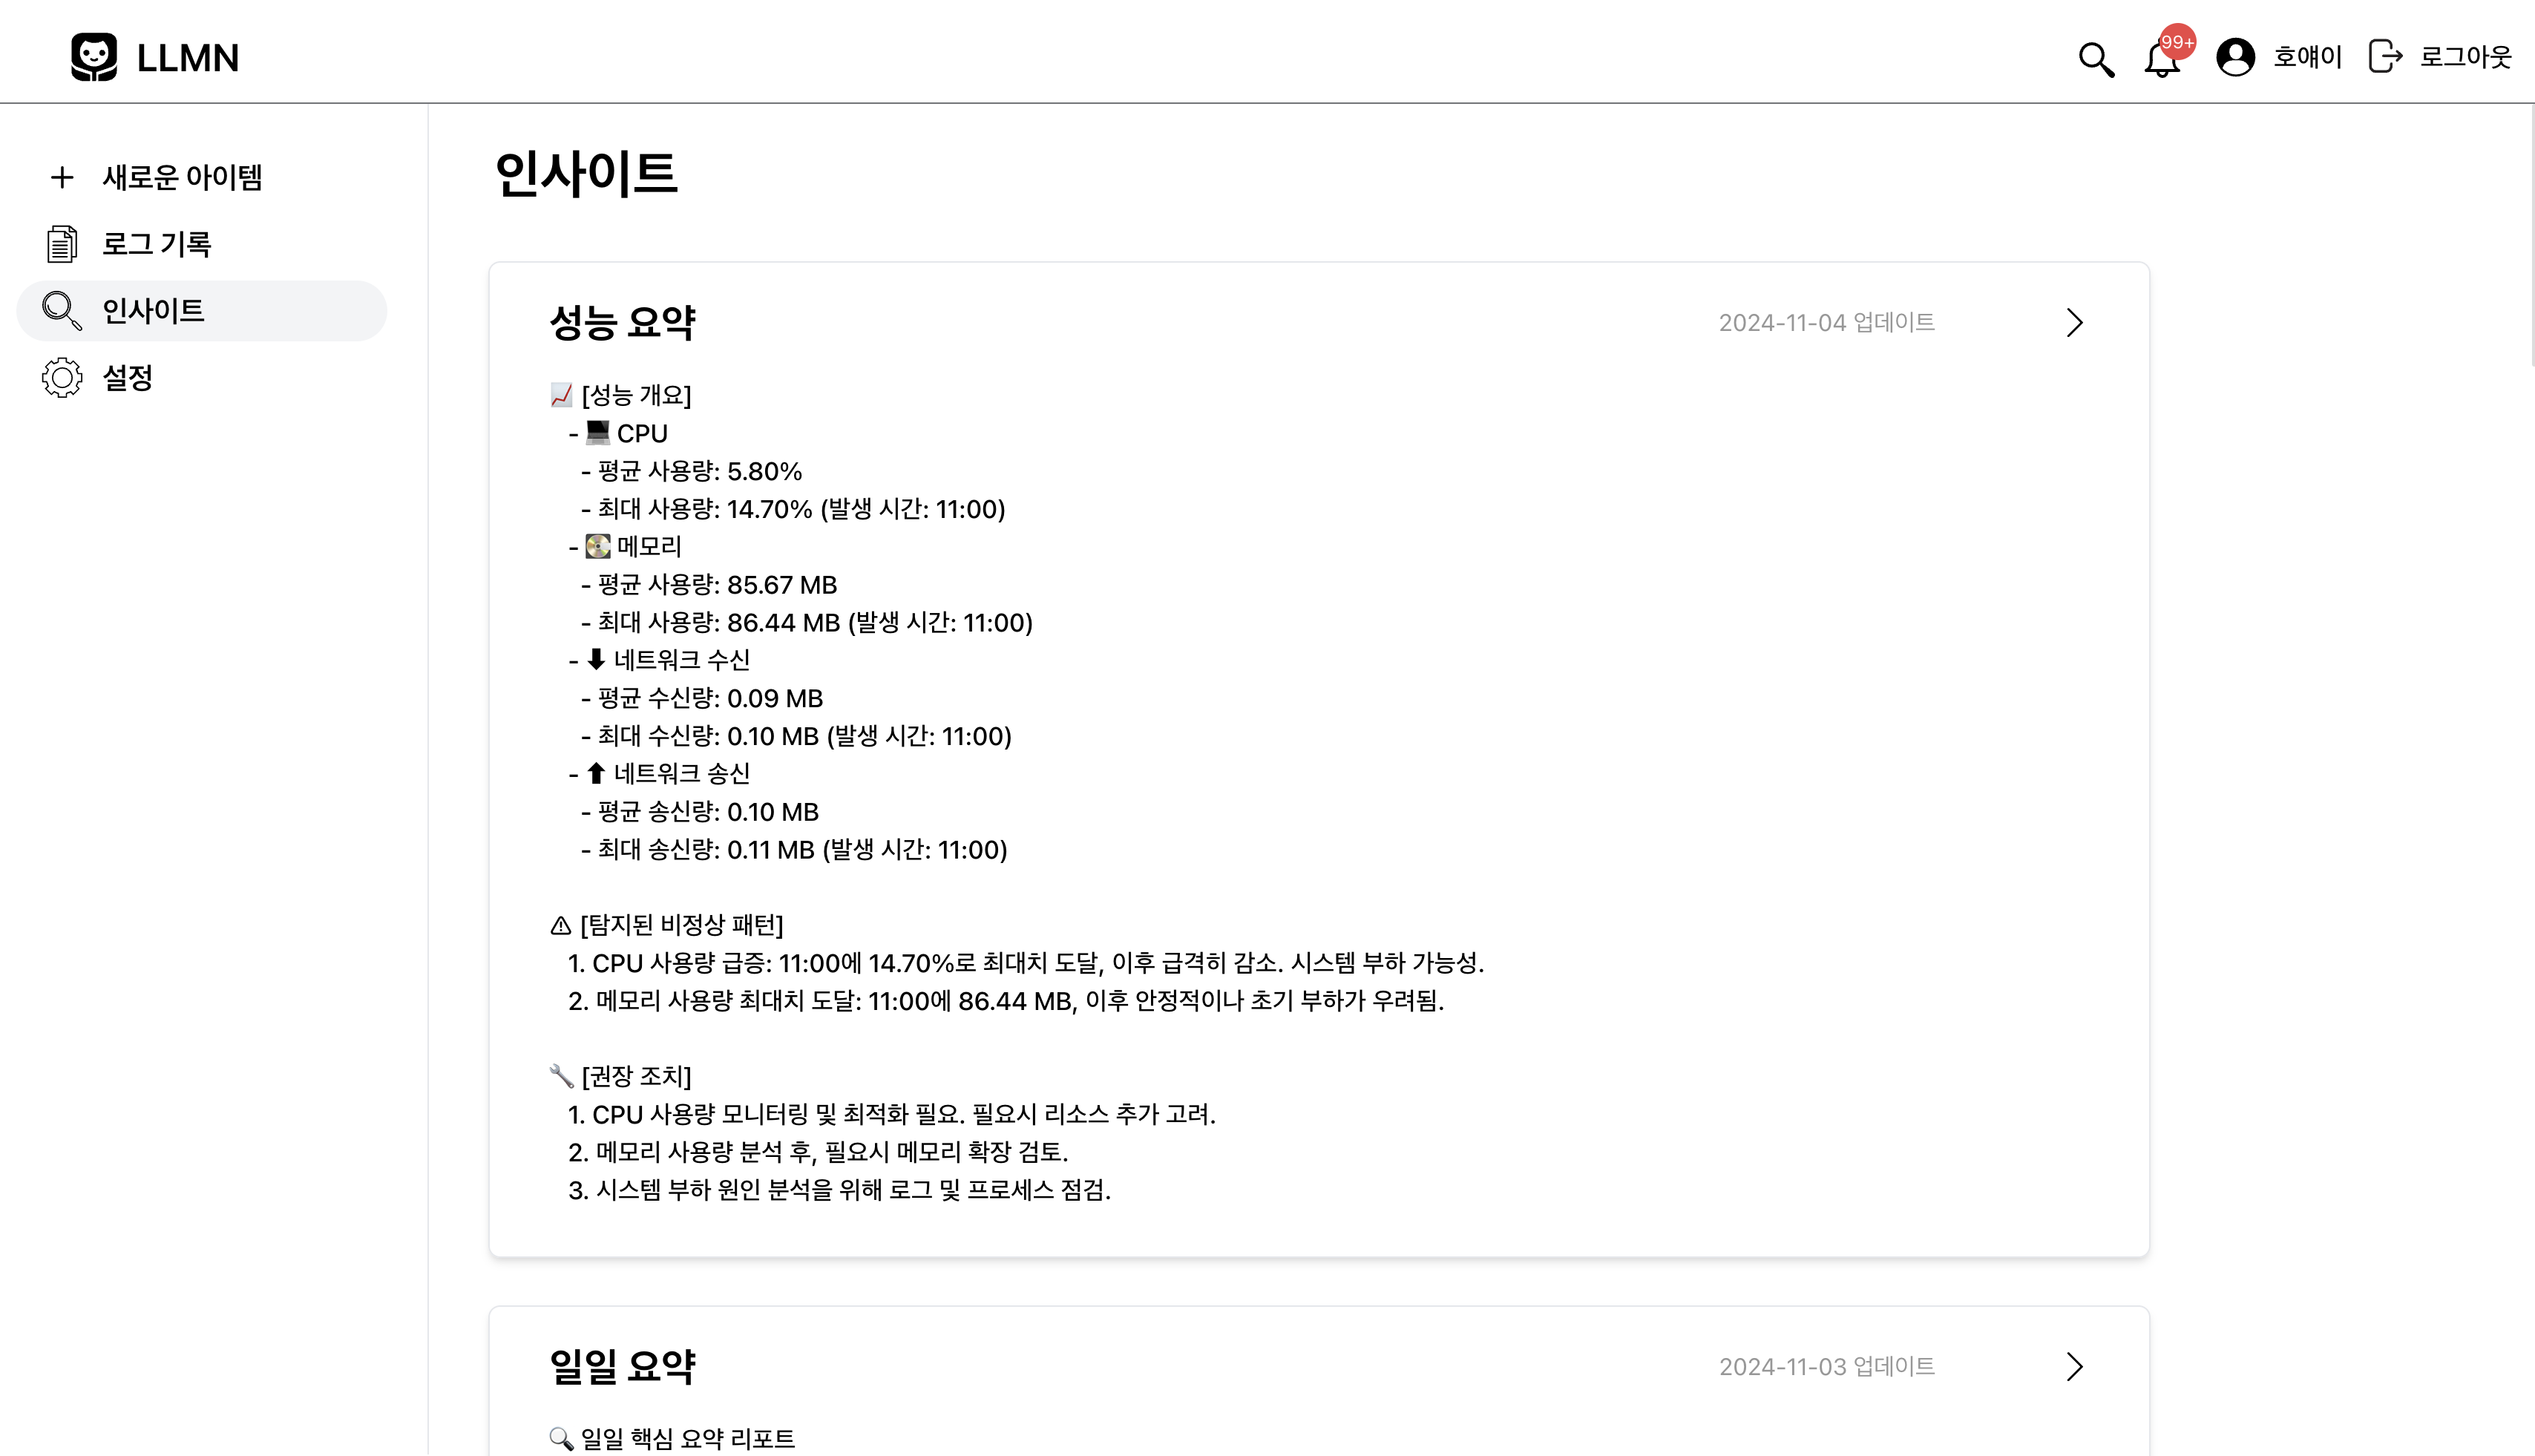 LLMN
99+
호얘이
로그아웃
새로운 아이템
로그 기록
인사이트
설정
인사이트
성능 요약
2024-11-04 업데이트
📈 [성능 개요]
- 💻 CPU
- 평균 사용량: 5.80%
- 최대 사용량: 14.70% (발생 시간: 11:00)
- 💽 메모리
- 평균 사용량: 85.67 MB
- 최대 사용량: 86.44 MB (발생 시간: 11:00)
- ⬇ 네트워크 수신
- 평균 수신량: 0.09 MB
- 최대 수신량: 0.10 MB (발생 시간: 11:00)
- ⬆ 네트워크 송신
- 평균 송신량: 0.10 MB
- 최대 송신량: 0.11 MB (발생 시간: 11:00)
⚠ [탐지된 비정상 패턴]
1. CPU 사용량 급증: 11:00에 14.70%로 최대치 도달, 이후 급격히 감소. 시스템 부하 가능성.
2. 메모리 사용량 최대치 도달: 11:00에 86.44 MB, 이후 안정적이나 초기 부하가 우려됨.
🔧 [권장 조치]
1. CPU 사용량 모니터링 및 최적화 필요. 필요시 리소스 추가 고려.
2. 메모리 사용량 분석 후, 필요시 메모리 확장 검토.
3. 시스템 부하 원인 분석을 위해 로그 및 프로세스 점검.
일일 요약
2024-11-03 업데이트
🔍 일일 핵심 요약 리포트